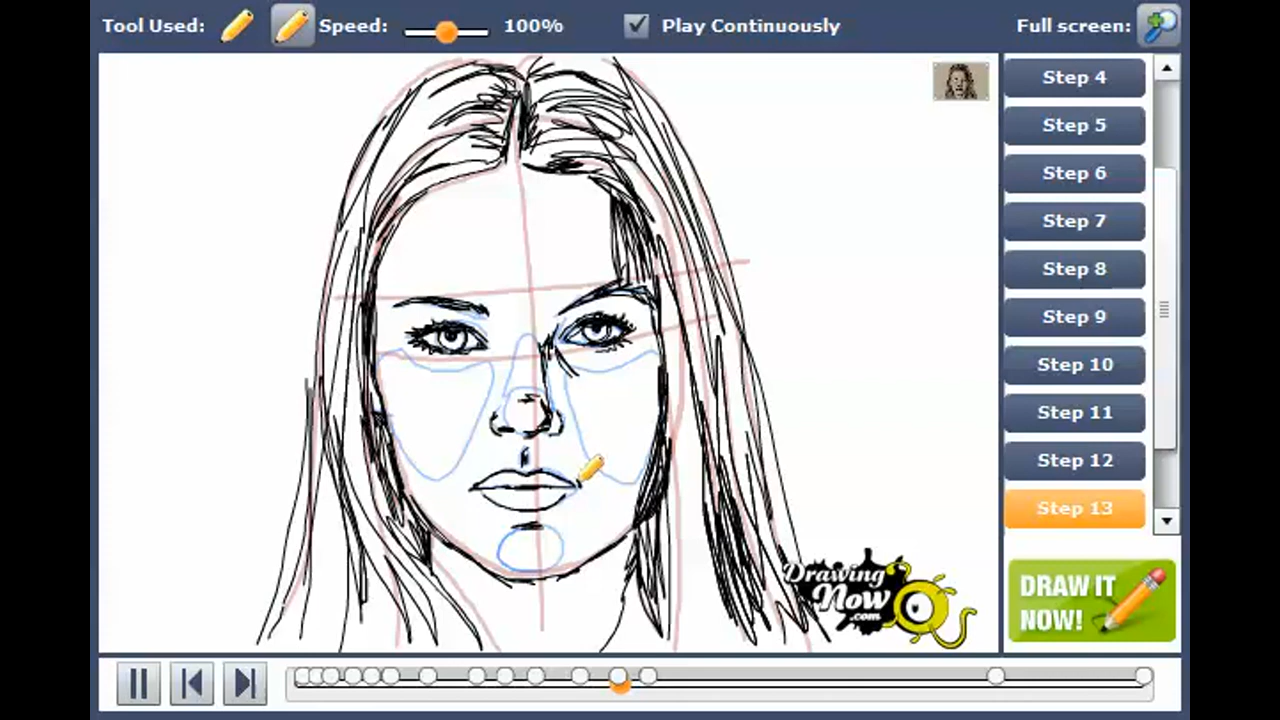 Tool Used:
Speed:
100%
Play Continuously
Full screen:
Step 4
Step 5
Step 6
Step 7
Step 8
Step 9
Step 10
Step 11
Step 12
Step 13
Drawing
Now
.com
DRAW IT
NOW!